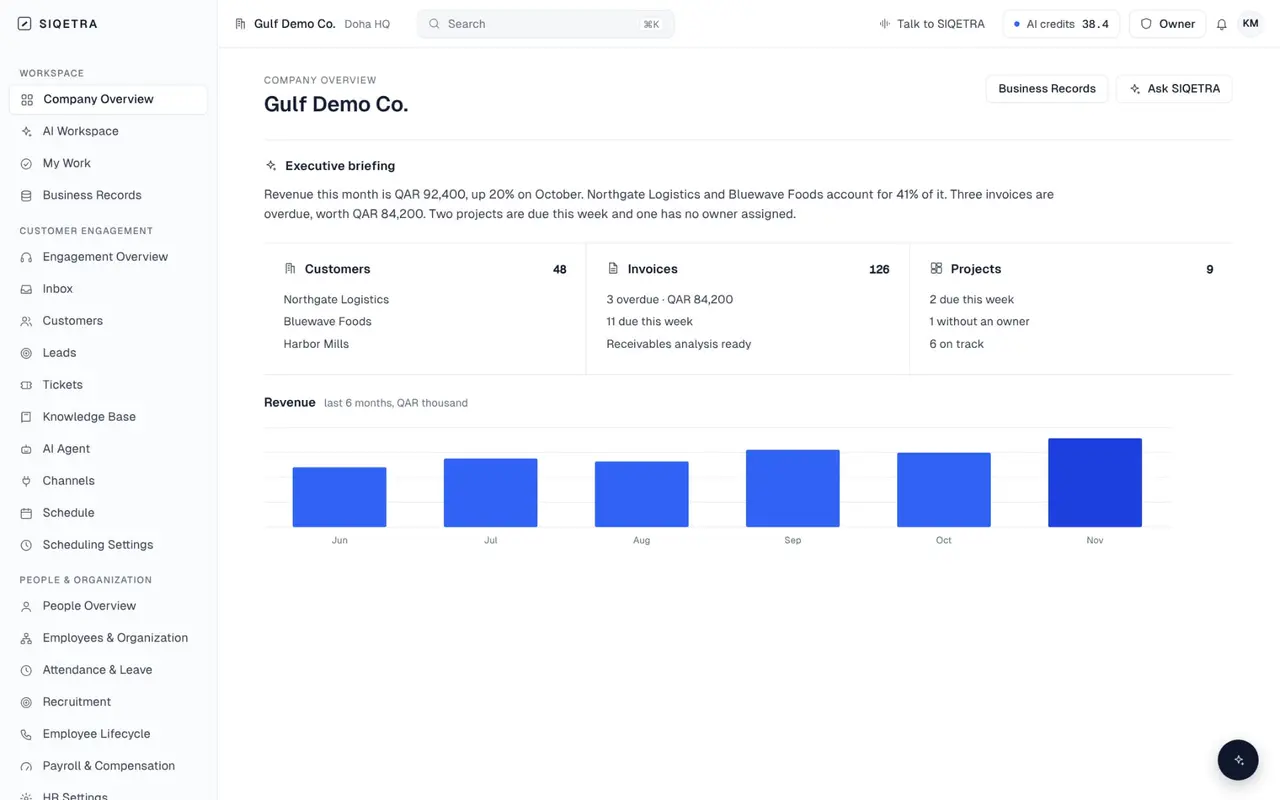 SIQETRA
Gulf Demo Co. Doha HQ
Search ⌘K
Talk to SIQETRA
AI credits 38.4
Owner
KM
WORKSPACE
Company Overview
AI Workspace
My Work
Business Records
CUSTOMER ENGAGEMENT
Engagement Overview
Inbox
Customers
Leads
Tickets
Knowledge Base
AI Agent
Channels
Schedule
Scheduling Settings
PEOPLE & ORGANIZATION
People Overview
Employees & Organization
Attendance & Leave
Recruitment
Employee Lifecycle
Payroll & Compensation
HR Settings
COMPANY OVERVIEW
Gulf Demo Co.
Business Records
Ask SIQETRA
Executive briefing
Revenue this month is QAR 92,400, up 20% on October. Northgate Logistics and Bluewave Foods account for 41% of it. Three invoices are
overdue, worth QAR 84,200. Two projects are due this week and one has no owner assigned.
Customers 48
Northgate Logistics
Bluewave Foods
Harbor Mills
Invoices 126
3 overdue · QAR 84,200
11 due this week
Receivables analysis ready
Projects 9
2 due this week
1 without an owner
6 on track
Revenue last 6 months, QAR thousand
Jun Jul Aug Sep Oct Nov